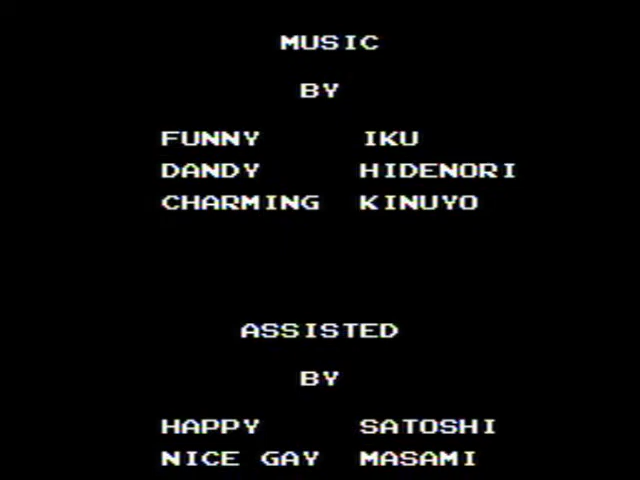 MUSIC
BY
FUNNY IKU
DANDY HIDENORI
CHARMING KINUYO
ASSISTED
BY
HAPPY SATOSHI
NICE GAY MASAMI